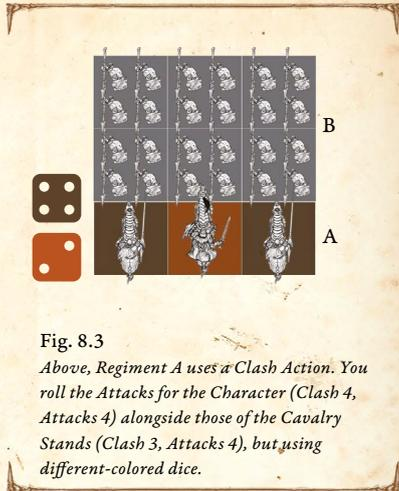 B
A
Fig. 8.3
Above, Regiment A uses a Clash Action. You
roll the Attacks for the Character (Clash 4,
Attacks 4) alongside those of the Cavalry
Stands (Clash 3, Attacks 4), but using
different-colored dice.